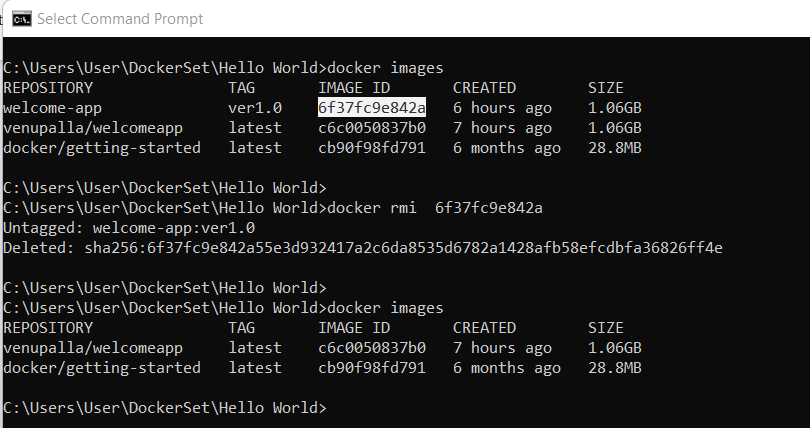 Select Command Prompt
C:\Users\User\DockerSet\Hello World>docker images
REPOSITORY TAG IMAGE ID CREATED SIZE
welcome-app ver1.0 6f37fc9e842a 6 hours ago 1.06GB
venupalla/welcomeapp latest c6c0050837b0 7 hours ago 1.06GB
docker/getting-started latest cb90f98fd791 6 months ago 28.8MB
C:\Users\User\DockerSet\Hello World>
C:\Users\User\DockerSet\Hello World>docker rmi  6f37fc9e842a
Untagged: welcome-app:ver1.0
Deleted: sha256:6f37fc9e842a55e3d932417a2c6da8535d6782a1428afb58efcdbfa36826ff4e
C:\Users\User\DockerSet\Hello World>
C:\Users\User\DockerSet\Hello World>docker images
REPOSITORY TAG IMAGE ID CREATED SIZE
venupalla/welcomeapp latest c6c0050837b0 7 hours ago 1.06GB
docker/getting-started latest cb90f98fd791 6 months ago 28.8MB
C:\Users\User\DockerSet\Hello World>